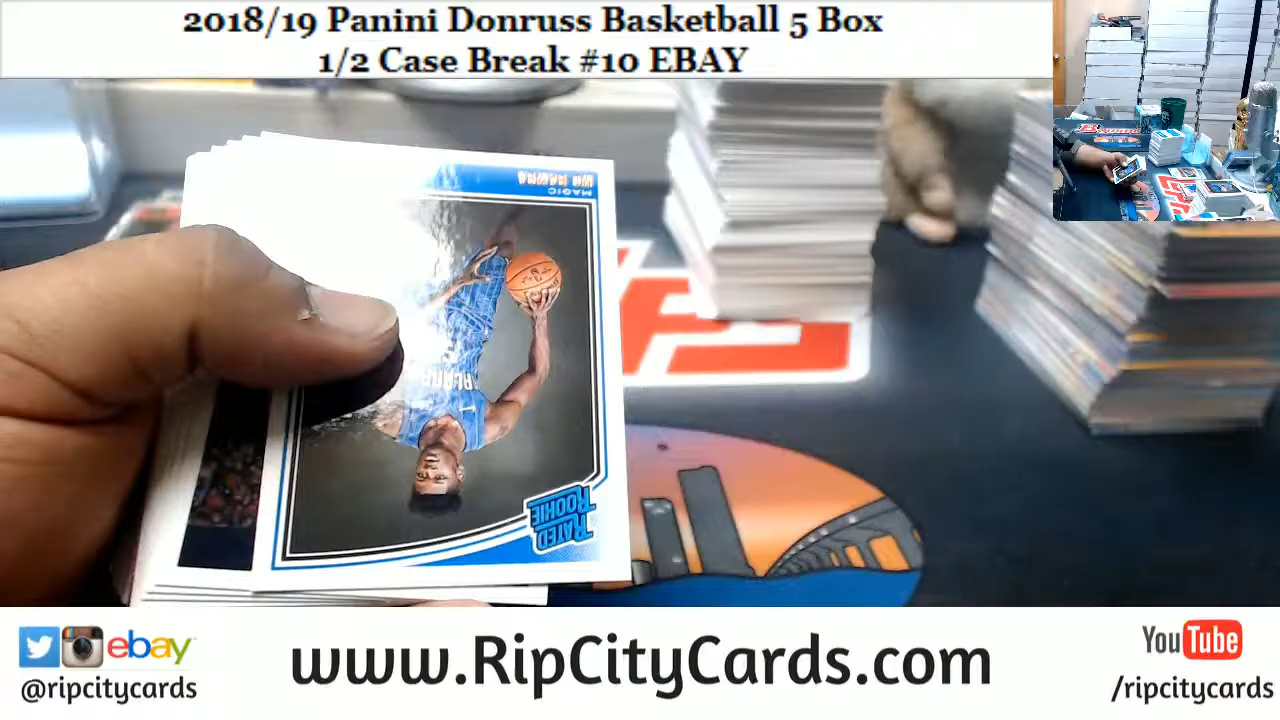 2018/19 Panini Donruss Basketball 5 Box
1/2 Case Break #10 EBAY
MAGIC
RATED
ROOKIE
ebay
@ripcitycards
www.RipCityCards.com
YouTube
/ripcitycards